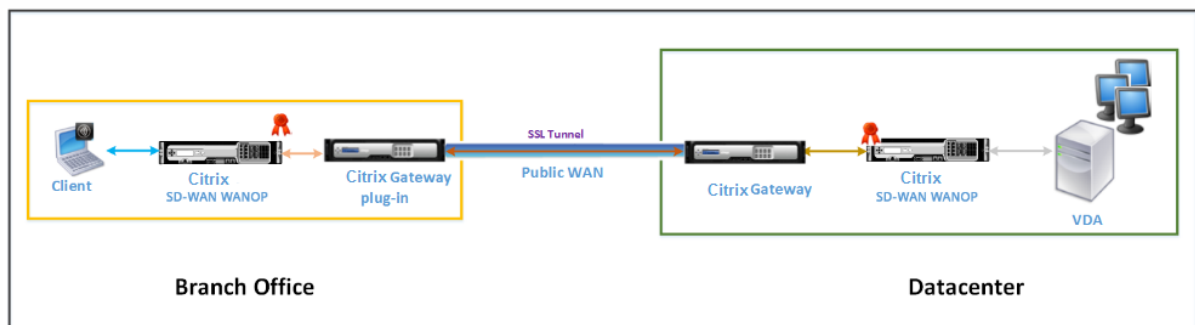 SSL Tunnel
Client
Citrix
SD-WAN WANOP
Citrix Gateway
plug-in
Public WAN
Citrix Gateway
Citrix
SD-WAN WANOP
VDA
Branch Office
Datacenter